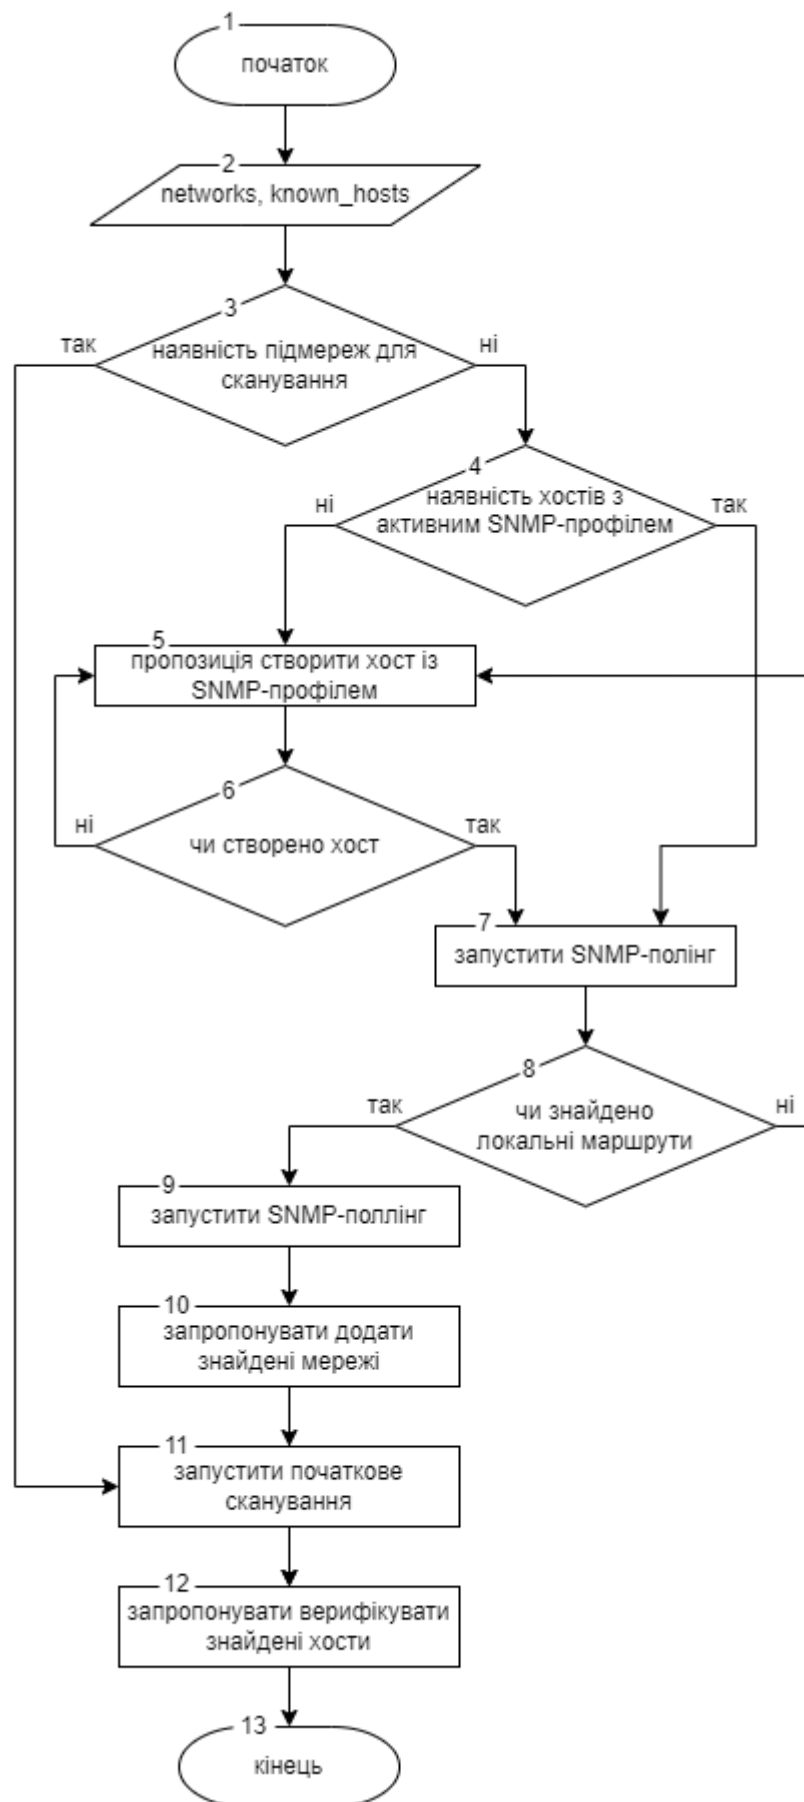 1
початок
2
networks, known_hosts
3
так
наявність підмереж для
сканування
ні
4
ні
наявність хостів з
активним SNMP-профілем
так
5
пропозиція створити хост із
SNMP-профілем
6
ні
чи створено хост
так
7
запустити SNMP-полінг
8
так
чи знайдено
локальні маршрути
ні
9
запустити SNMP-поллінг
10
запропонувати додати
знайдені мережі
11
запустити початкове
сканування
12
запропонувати верифікувати
знайдені хости
13
кінець